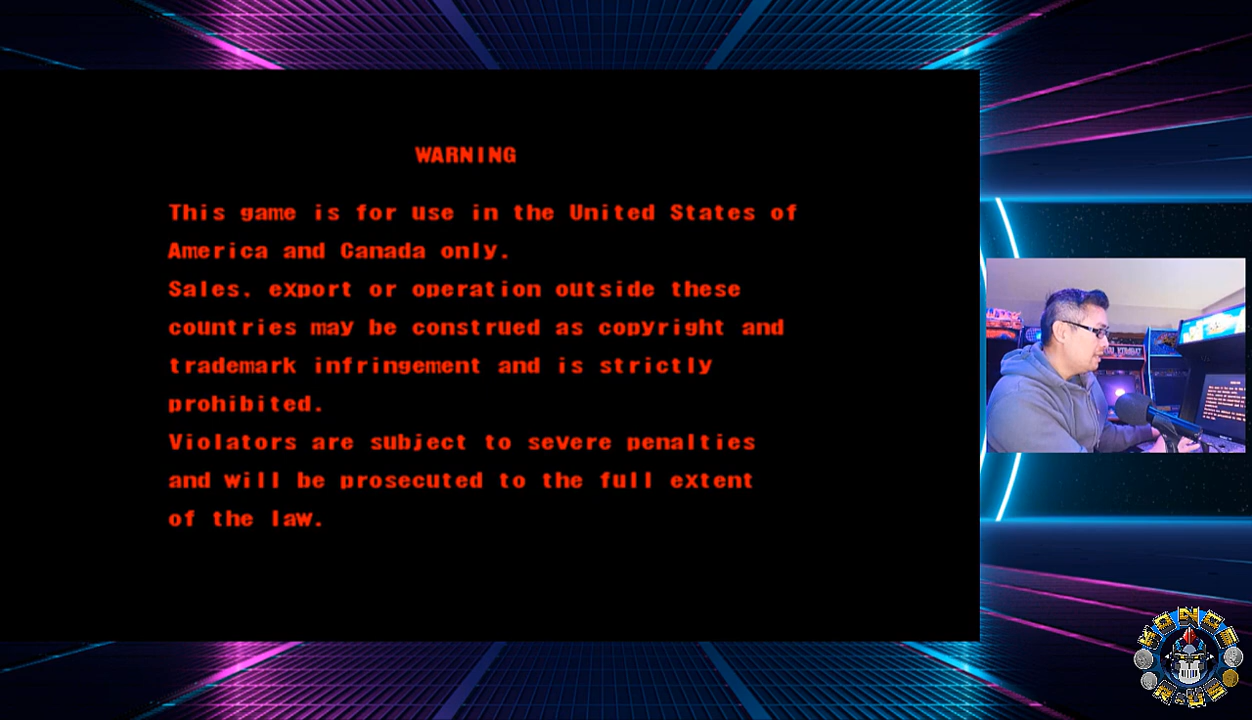 WARNING
This game is for use in the United States of
America and Canada only.
Sales, export or operation outside these
countries may be construed as copyright and
trademark infringement and is strictly
prohibited.
Violators are subject to severe penalties
and will be prosecuted to the full extent
of the law.
KOMBAT